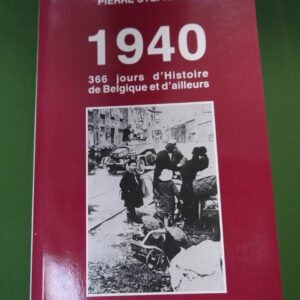 PIERRE
1940
366 jours d'Histoire
de Belgique et d'ailleurs